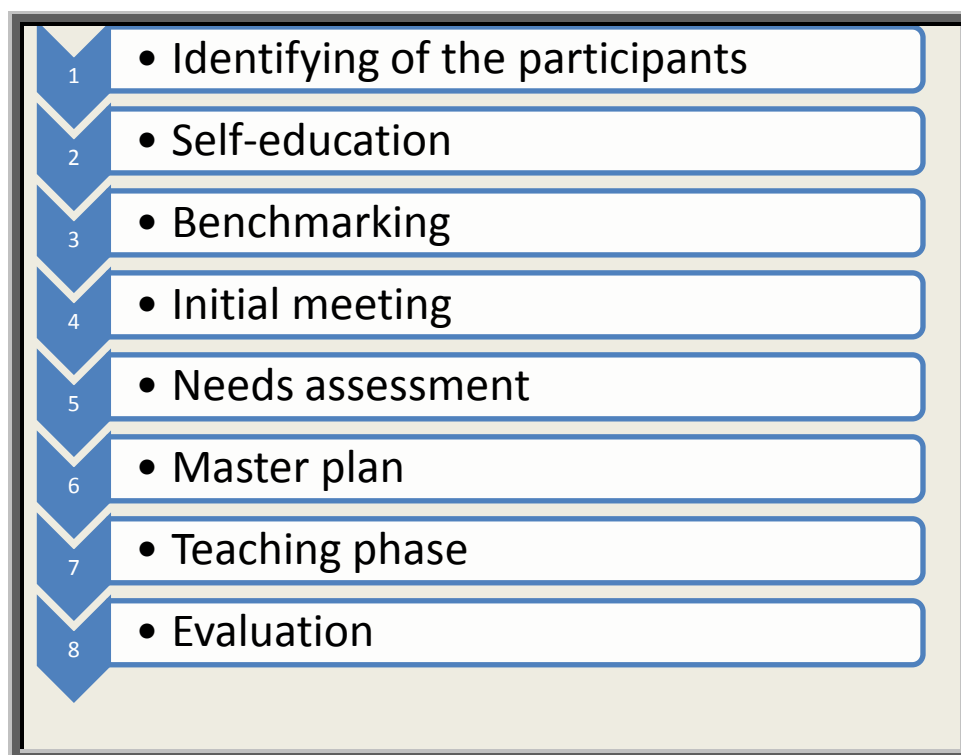 1 • Identifying of the participants
2 • Self-education
3 • Benchmarking
4 • Initial meeting
5 • Needs assessment
6 • Master plan
7 • Teaching phase
8 • Evaluation